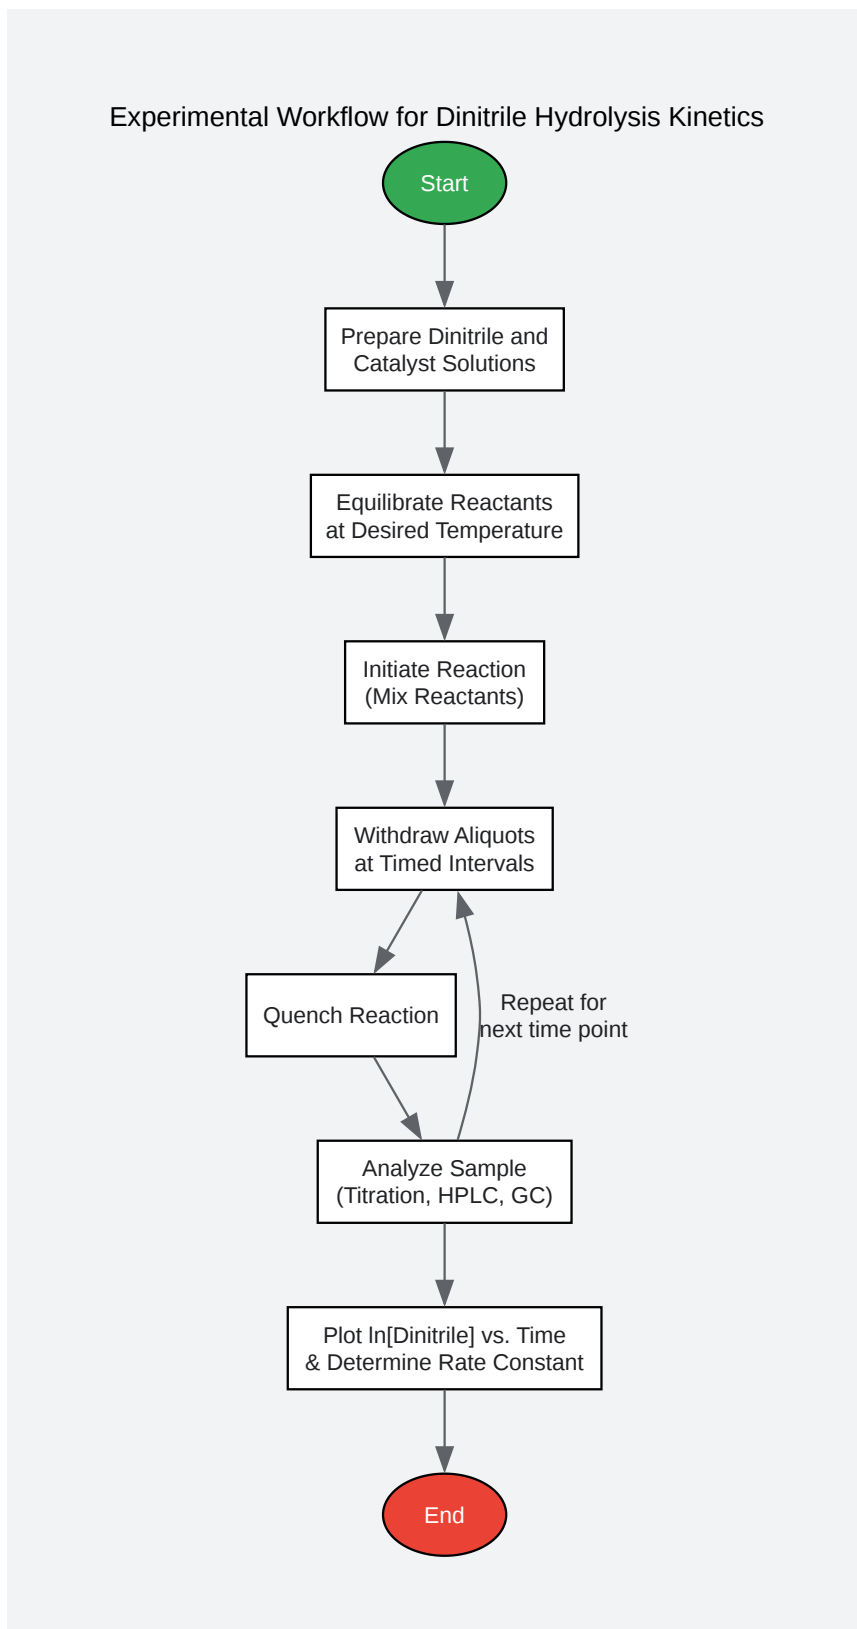 Experimental Workflow for Dinitrile Hydrolysis Kinetics
Start
Prepare Dinitrile and
Catalyst Solutions
Equilibrate Reactants
at Desired Temperature
Initiate Reaction
(Mix Reactants)
Withdraw Aliquots
at Timed Intervals
Quench Reaction
Repeat for
next time point
Analyze Sample
(Titration, HPLC, GC)
Plot ln[Dinitrile] vs. Time
& Determine Rate Constant
End